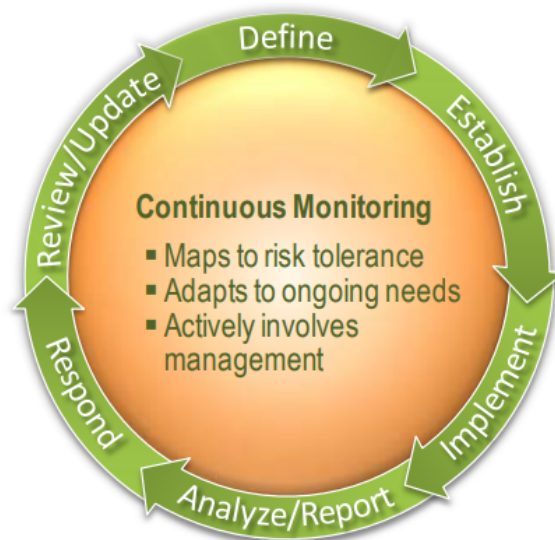 Define
Establish
Implement
Analyze/Report
Respond
Review/Update
Continuous Monitoring
▪ Maps to risk tolerance
▪ Adapts to ongoing needs
▪ Actively involves
management